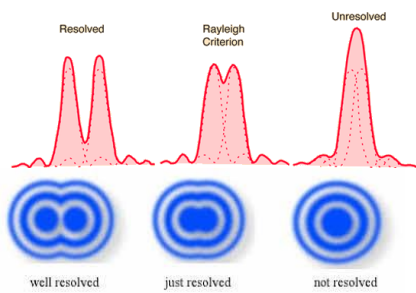 Resolved
Rayleigh
Criterion
Unresolved
well resolved
just resolved
not resolved